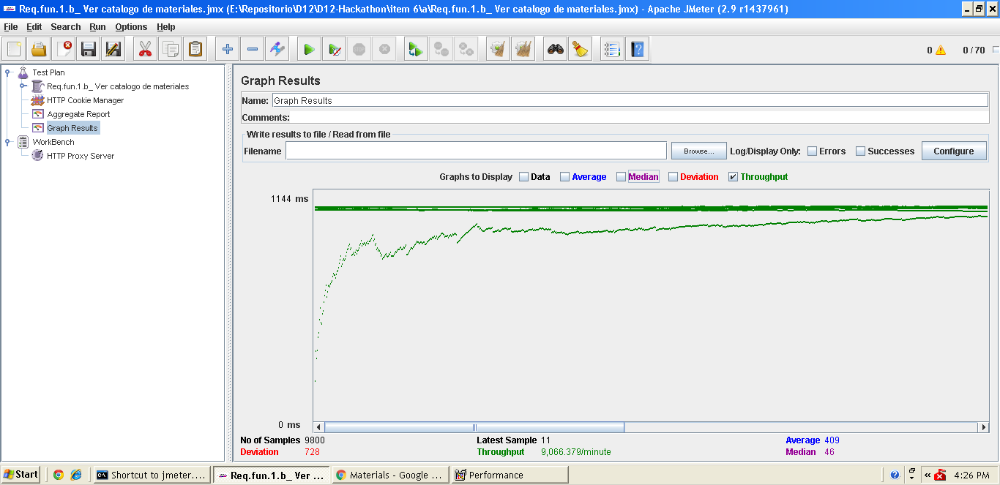 Req.fun.1.b_ Ver catalogo de materiales.jmx (E:\Repositorio\D12\D12-Hackathon\item 6\a\Req.fun.1.b_ Ver catalogo de materiales.jmx) - Apache JMeter (2.9 r1437961)
File Edit Search Run Options Help
0 0 / 70
Test Plan
Req.fun.1.b_ Ver catalogo de materiales
HTTP Cookie Manager
Aggregate Report
Graph Results
WorkBench
HTTP Proxy Server
Graph Results
Name: Graph Results
Comments:
Write results to file / Read from file
Filename Browse... Log/Display Only: Errors Successes Configure
Graphs to Display Data Average Median Deviation Throughput
1144 ms
0 ms
No of Samples 9800 Latest Sample 11 Average 409
Deviation 728 Throughput 9,066.379/minute Median 46
Start Shortcut to jmeter.... Req.fun.1.b_ Ver ... Materials - Google ... Performance 4:26 PM